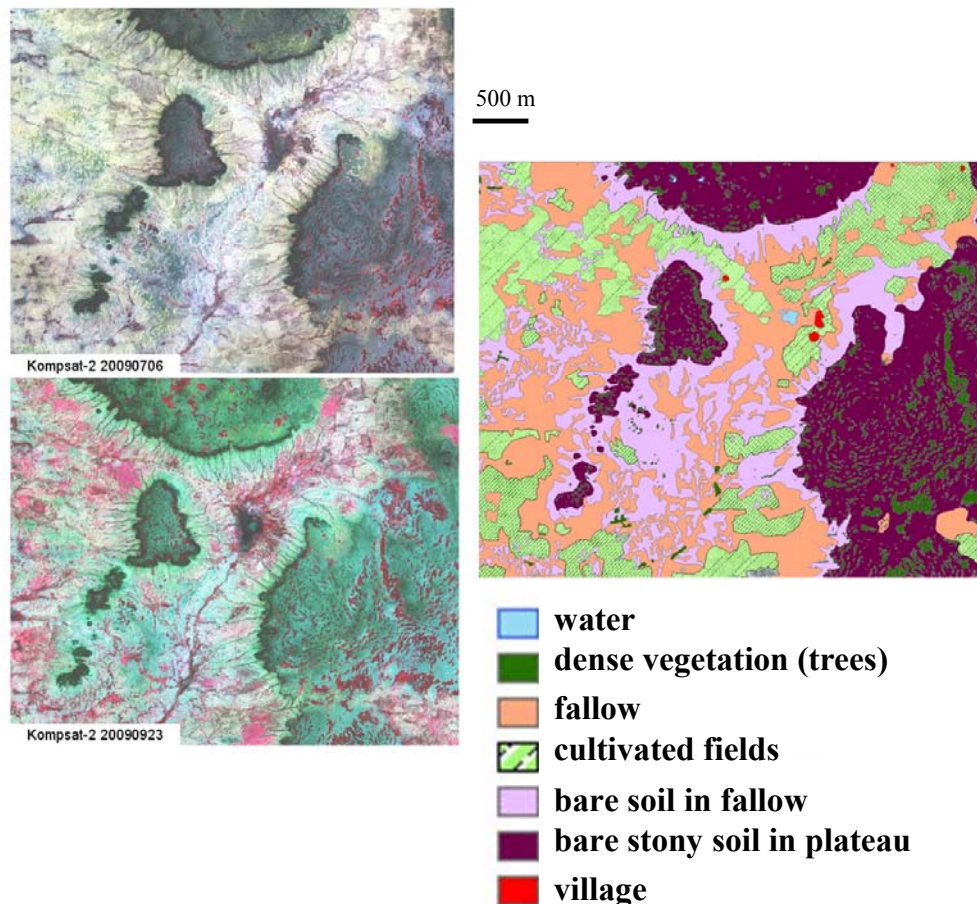 Kompsat-2 20090706
Kompsat-2 20090923
500 m
water
dense vegetation (trees)
fallow
cultivated fields
bare soil in fallow
bare stony soil in plateau
village